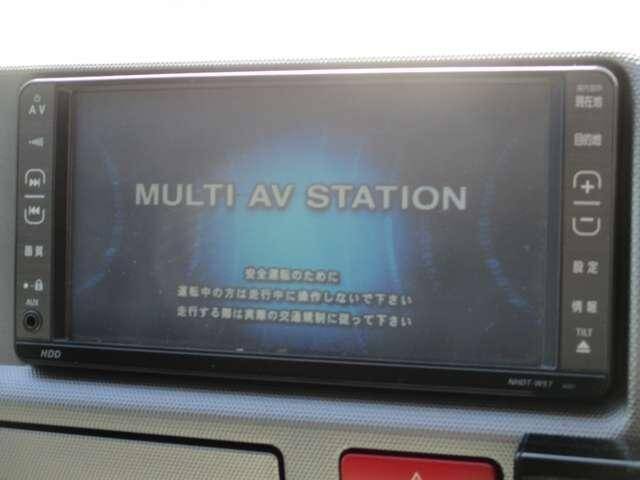 AV
画質
AUX
HDD
MULTI AV STATION
安全運転のために
運転中の方は走行中に操作しないで下さい
走行する際は実際の交通規制に従って下さい
現在地
目的地
+
-
設定
情報
TILT
NHDT-W57